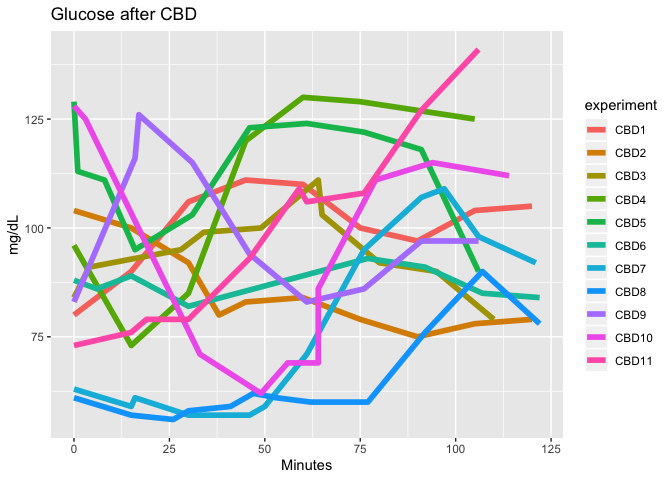 Glucose after CBD
mg/dL
125
100
75
0
25
50
75
100
125
Minutes
experiment
CBD1
CBD2
CBD3
CBD4
CBD5
CBD6
CBD7
CBD8
CBD9
CBD10
CBD11